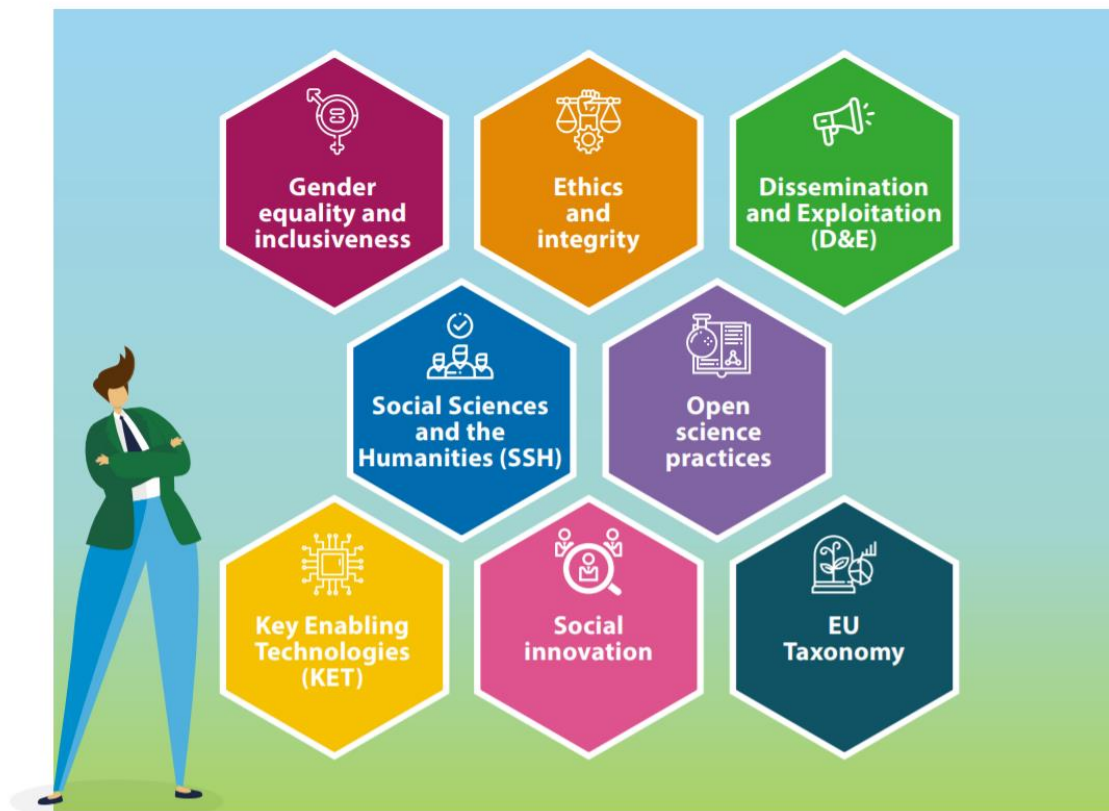 Gender
equality and
inclusiveness
Ethics
and
integrity
Dissemination
and Exploitation
(D&E)
Social Sciences
and the
Humanities (SSH)
Open
science
practices
Key Enabling
Technologies
(KET)
Social
innovation
EU
Taxonomy